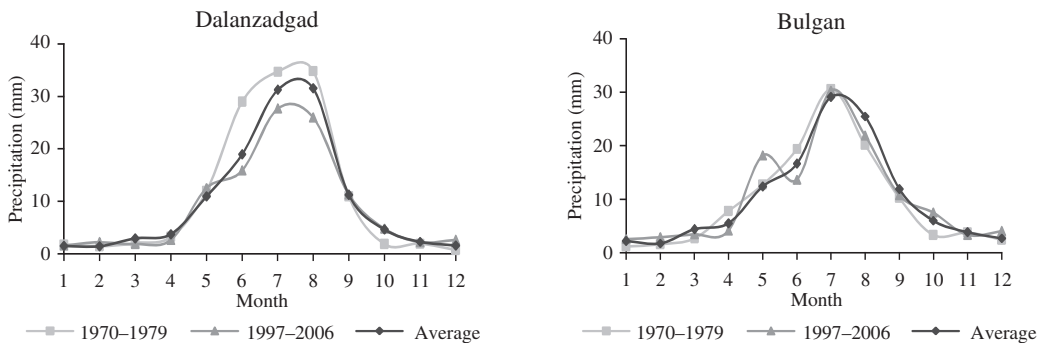 Dalanzadgad
Precipitation (mm)
40
30
20
10
0
1 2 3 4 5 6 7 8 9 10 11 12
Month
1970–1979 1997–2006 Average
Bulgan
Precipitation (mm)
40
30
20
10
0
1 2 3 4 5 6 7 8 9 10 11 12
Month
1970–1979 1997–2006 Average